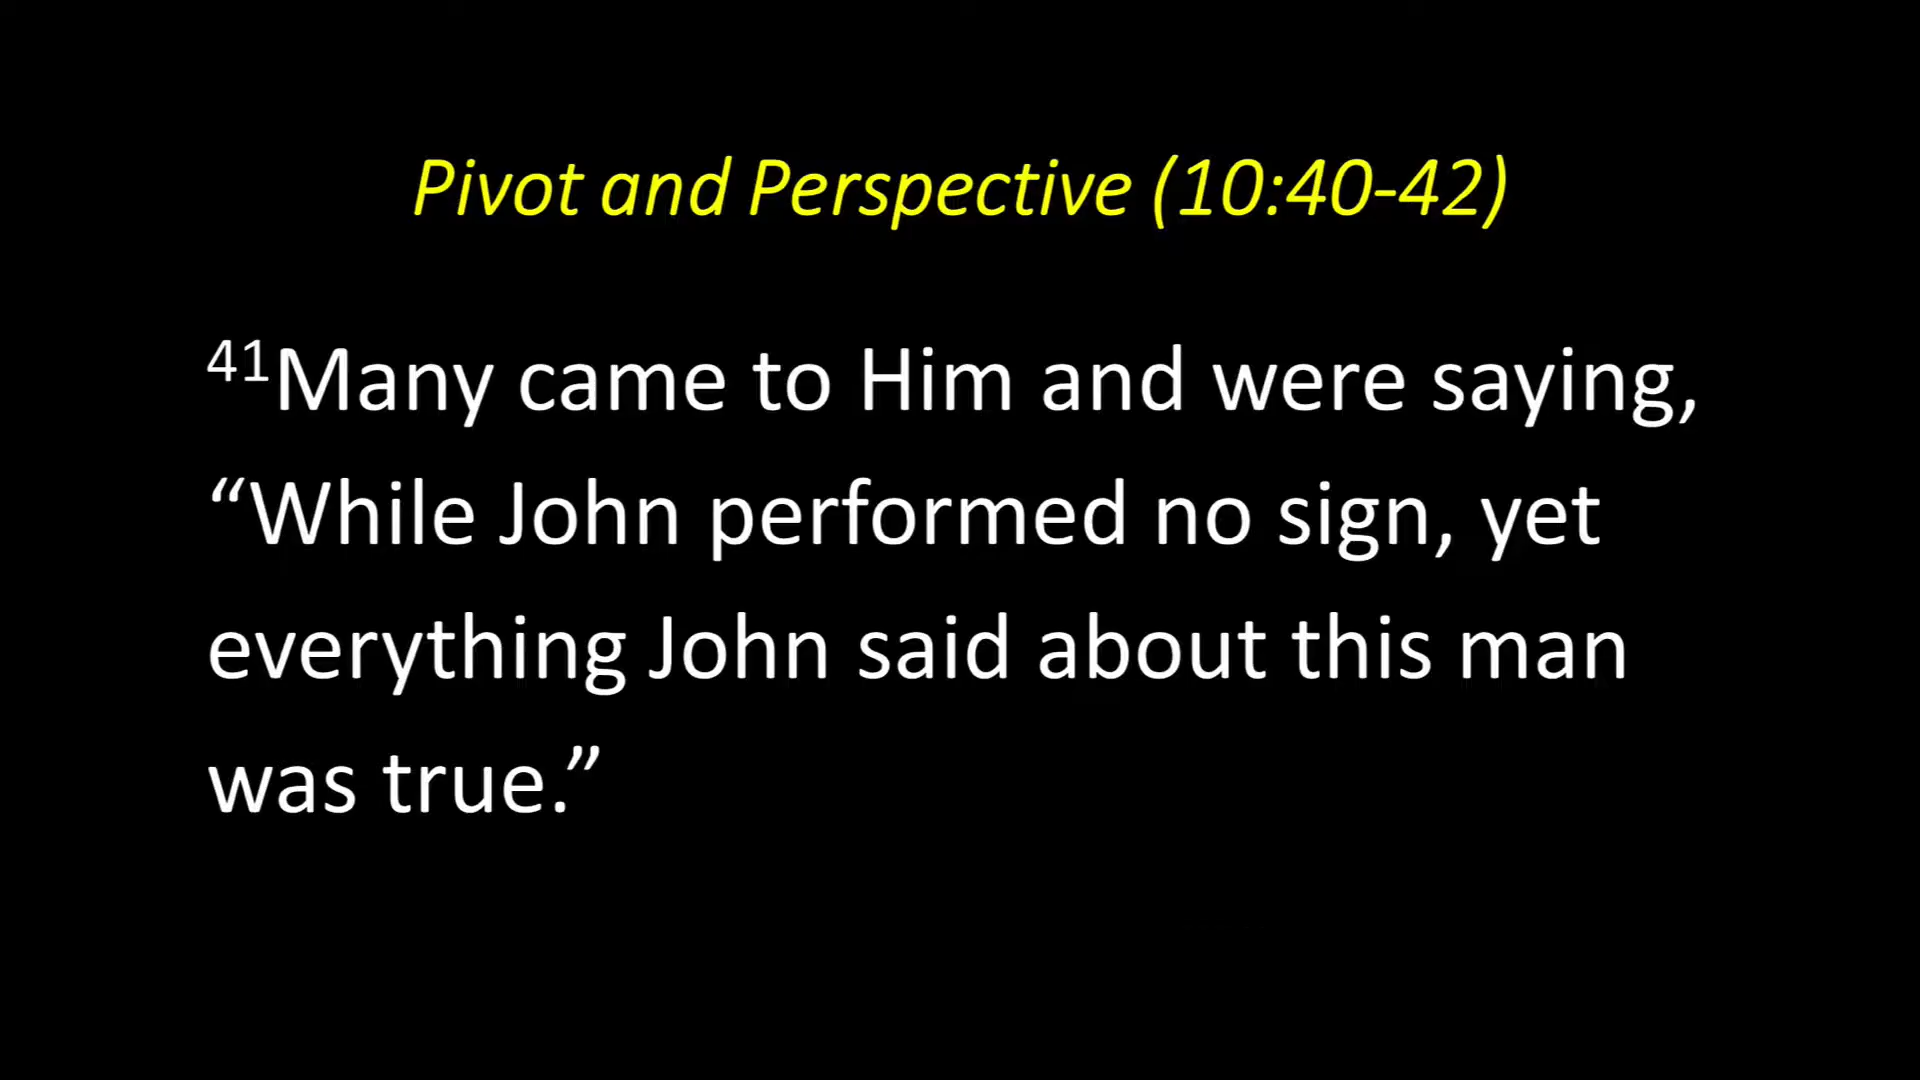 Pivot and Perspective (10:40-42)
41Many came to Him and were saying,
“While John performed no sign, yet
everything John said about this man
was true.”